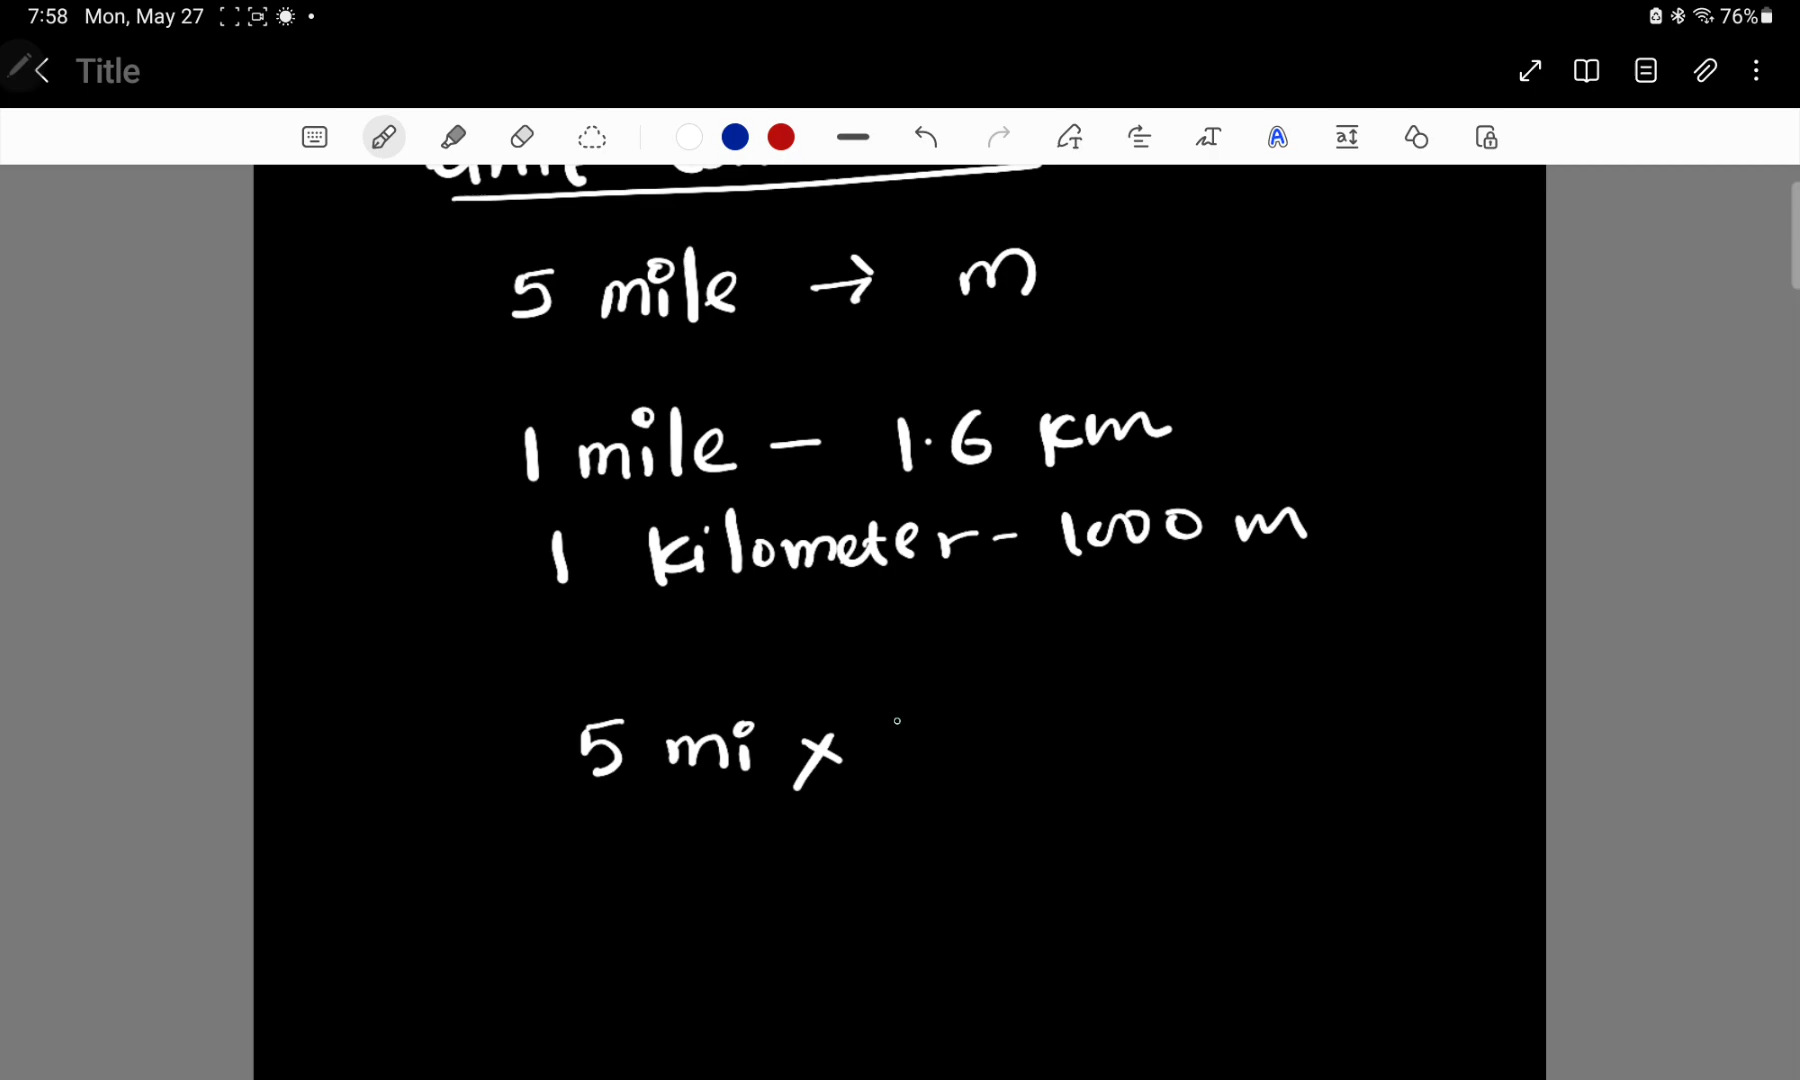 7:58 Mon, May 27 76%
Title
5 mile → m
1 mile - 1.6 km
1 kilometer - 1000 m
5 mi x